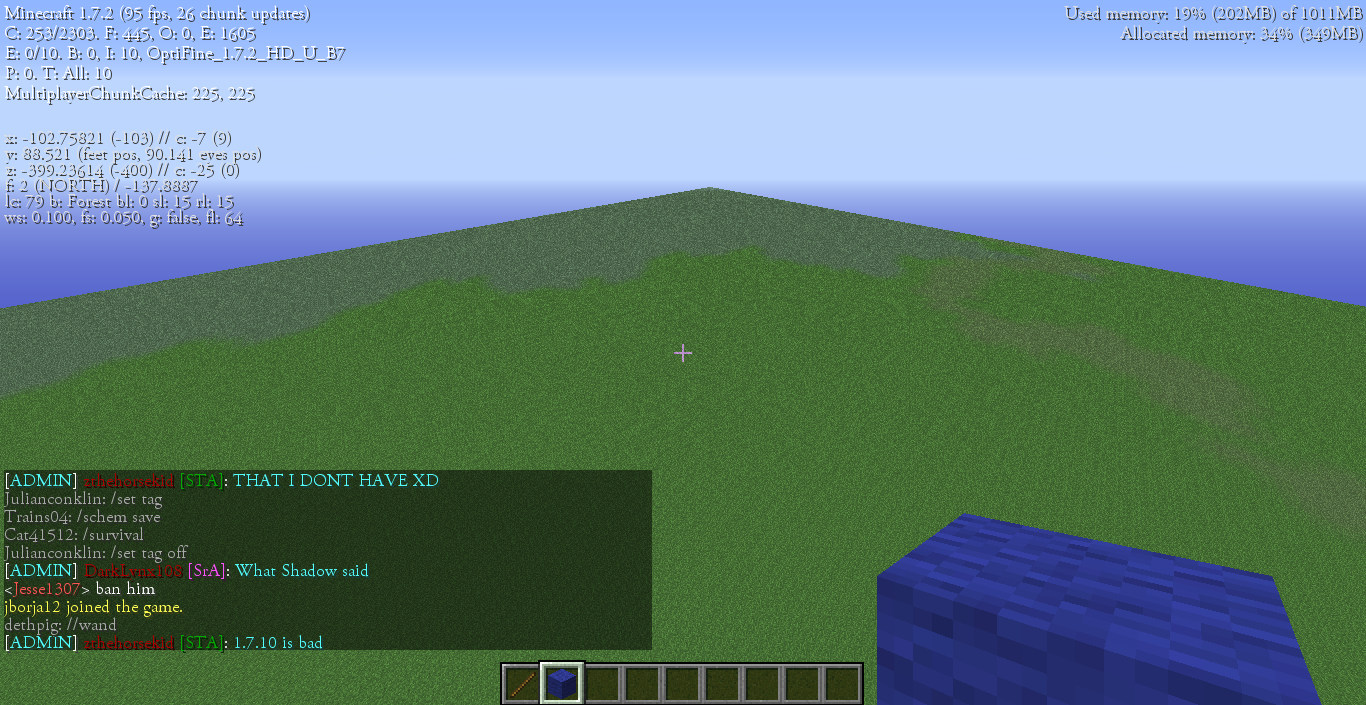 Minecraft 1.7.2 (95 fps, 26 chunk updates)
C: 253/2303. F: 445, O: 0, E: 1605
E: 0/10. B: 0, I: 10, OptiFine_1.7.2_HD_U_B7
P: 0. T: All: 10
MultiplayerChunkCache: 225, 225
Used memory: 19% (202MB) of 1011MB
Allocated memory: 34% (349MB)
x: -102.75821 (-103) // c: -7 (9)
y: 88.521 (feet pos, 90.141 eyes pos)
z: -399.23614 (-400) // c: -25 (0)
f: 2 (NORTH) / -137.8887
lc: 79 b: Forest bl: 0 sl: 15 rl: 15
ws: 0.100, fs: 0.050, g: false, fl: 64
[ADMIN] [STA]: THAT I DONT HAVE XD
Julianconklin: /set tag
Trains04: /schem save
Cat41512: /survival
Julianconklin: /set tag off
[ADMIN] DarkLynx108 [SrA]: What Shadow said
<Jesse1307> ban him
jborja12 joined the game.
dethpig: //wand
[ADMIN] [STA]: 1.7.10 is bad